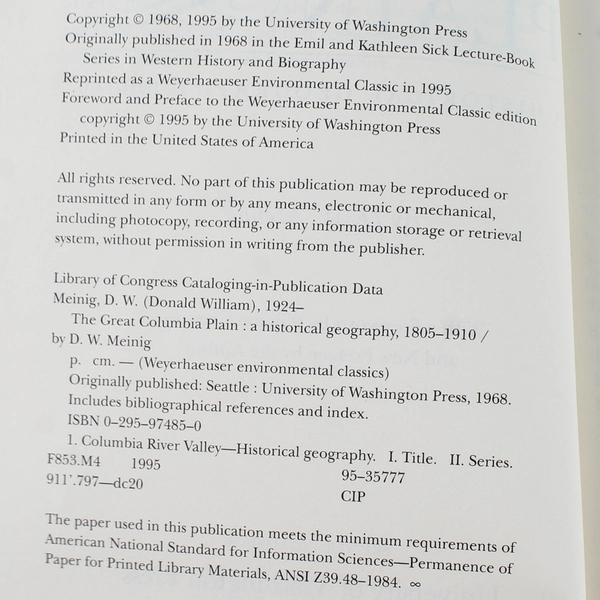 Copyright © 1968, 1995 by the University of Washington Press
Originally published in 1968 in the Emil and Kathleen Sick Lecture-Book
Series in Western History and Biography
Reprinted as a Weyerhaeuser Environmental Classic in 1995
Foreword and Preface to the Weyerhaeuser Environmental Classic edition
copyright © 1995 by the University of Washington Press
Printed in the United States of America
All rights reserved. No part of this publication may be reproduced or
transmitted in any form or by any means, electronic or mechanical,
including photocopy, recording, or any information storage or retrieval
system, without permission in writing from the publisher.
Library of Congress Cataloging-in-Publication Data
Meinig, D. W. (Donald William), 1924–
The Great Columbia Plain : a historical geography, 1805–1910 /
by D. W. Meinig
p. cm. — (Weyerhaeuser environmental classics)
Originally published: Seattle : University of Washington Press, 1968.
Includes bibliographical references and index.
ISBN 0–295–97485–0
1. Columbia River Valley—Historical geography. I. Title. II. Series.
F853.M4 1995 95–35777
911'.797—dc20 CIP
The paper used in this publication meets the minimum requirements of
American National Standard for Information Sciences—Permanence of
Paper for Printed Library Materials, ANSI Z39.48–1984. ∞